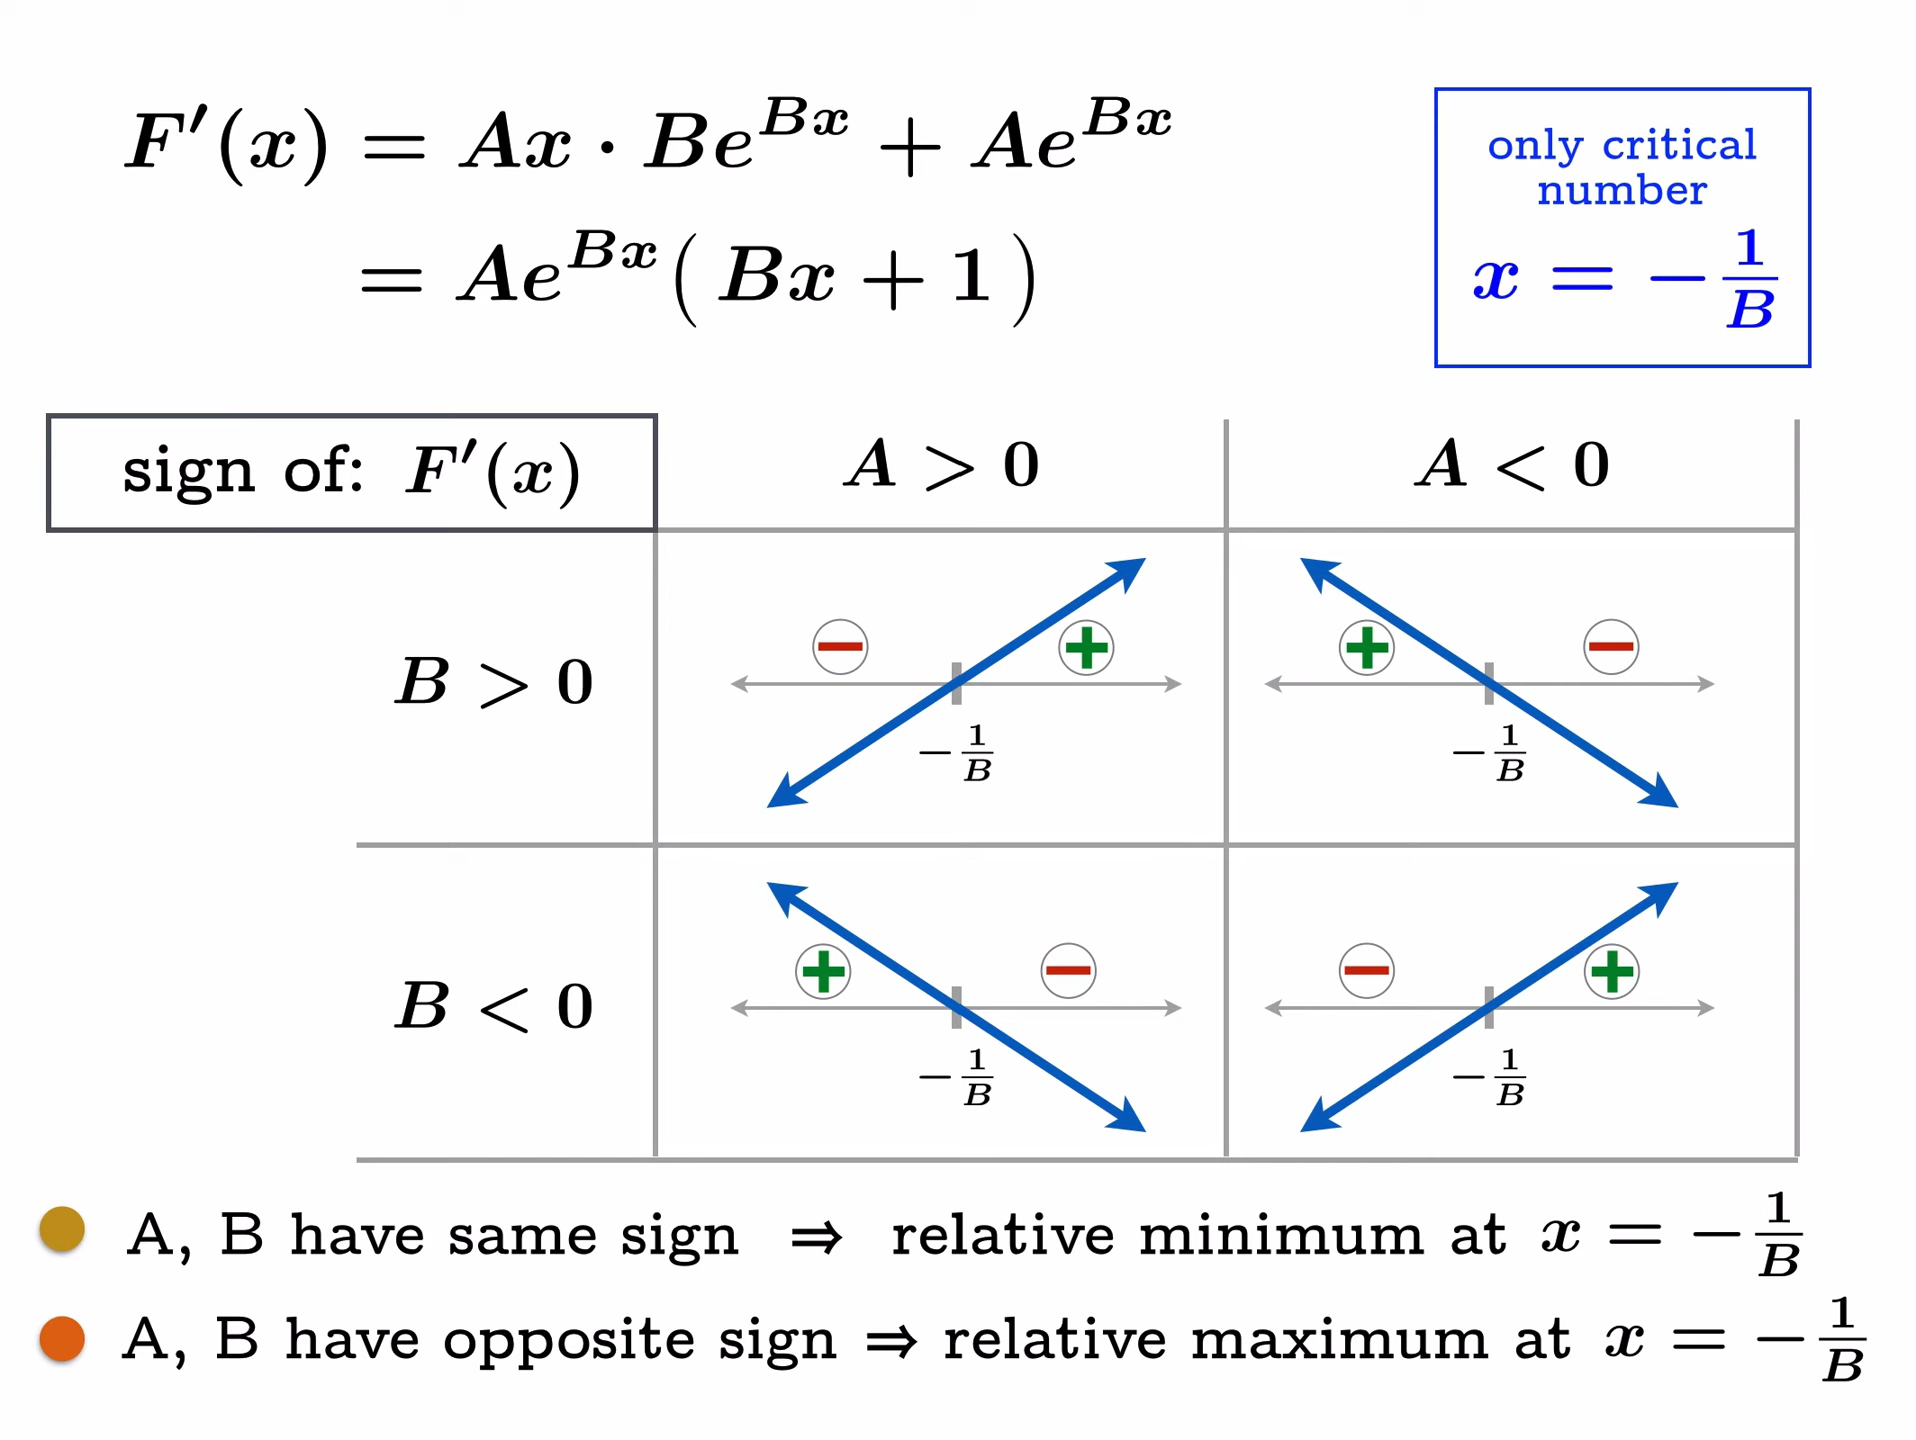 F′(x) = Ax · Be^{Bx} + Ae^{Bx}
= Ae^{Bx}( Bx + 1 )
only critical
number
x = −1/B
sign of: F′(x)
A > 0
A < 0
B > 0
− +
−1/B
+ −
−1/B
B < 0
+ −
−1/B
− +
−1/B
A, B have same sign ⇒ relative minimum at x = −1/B
A, B have opposite sign ⇒ relative maximum at x = −1/B